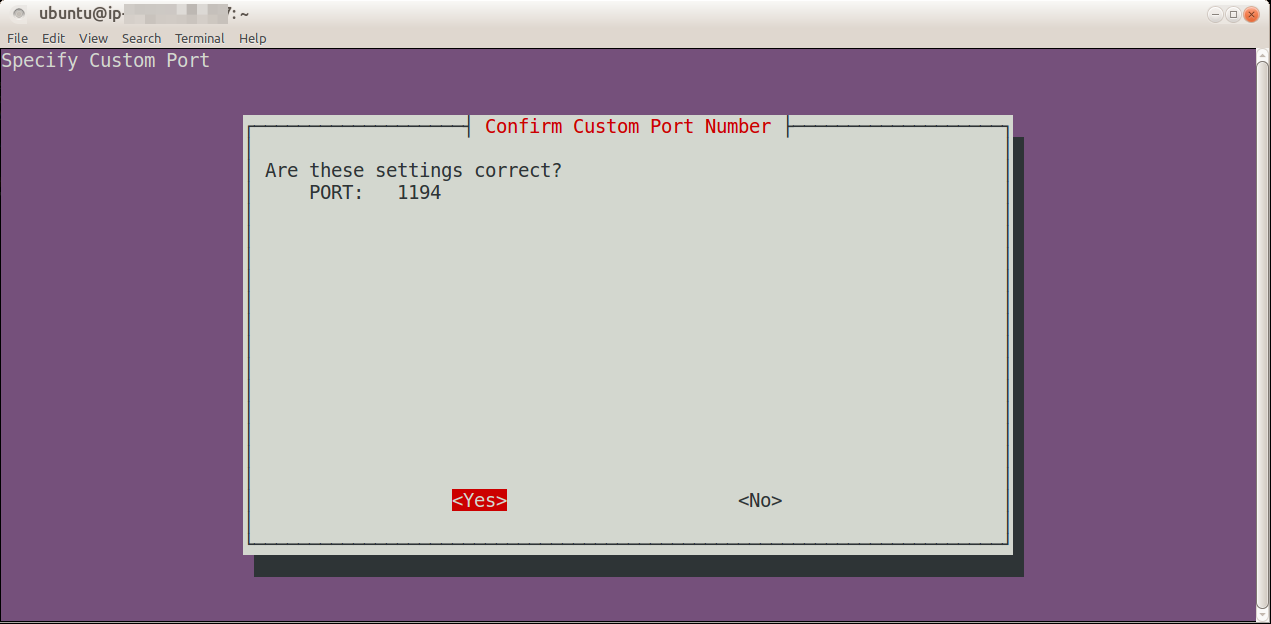 ubuntu@ip- 7: ~
File Edit View Search Terminal Help
Specify Custom Port
Confirm Custom Port Number
Are these settings correct?
PORT: 1194
<Yes> <No>